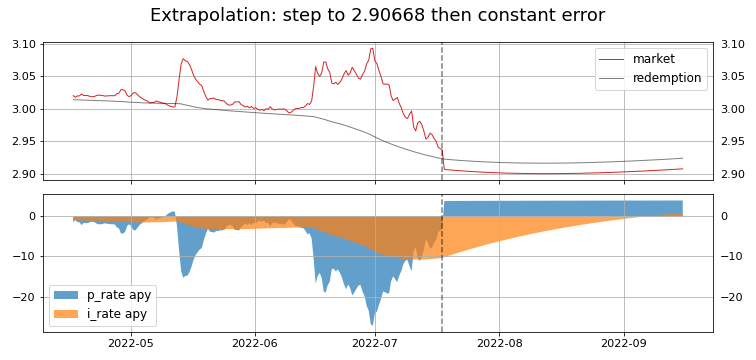 Extrapolation: step to 2.90668 then constant error
3.10 3.10
market
redemption
3.05 3.05
3.00 3.00
2.95 2.95
2.90 2.90
0 0
−10 −10
−20 −20
p_rate apy
i_rate apy
2022-05 2022-06 2022-07 2022-08 2022-09